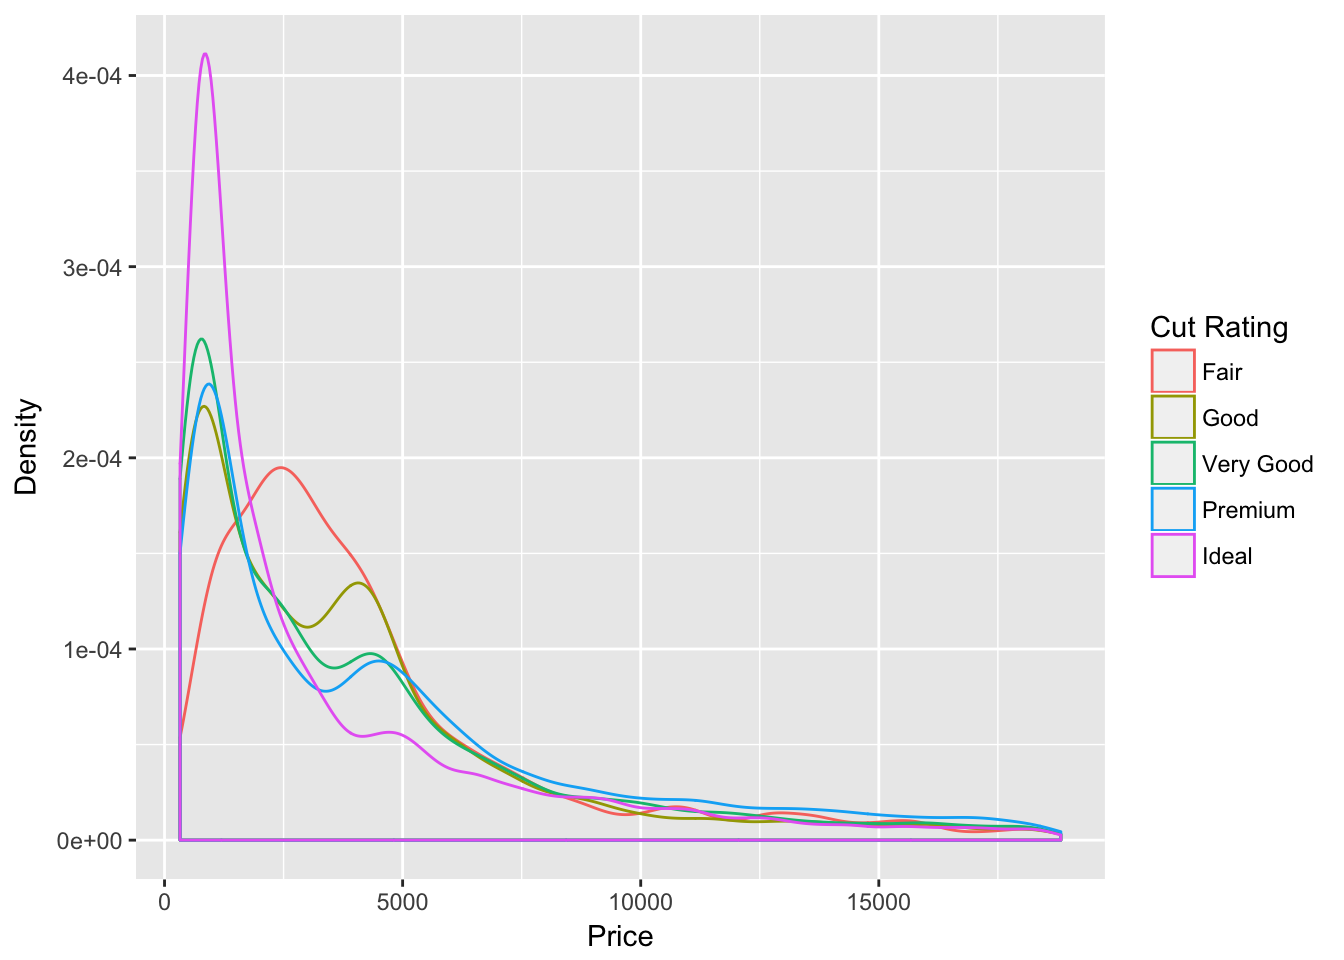 4e-04
3e-04
2e-04
1e-04
0e+00
Density
0
5000
10000
15000
Price
Cut Rating
Fair
Good
Very Good
Premium
Ideal